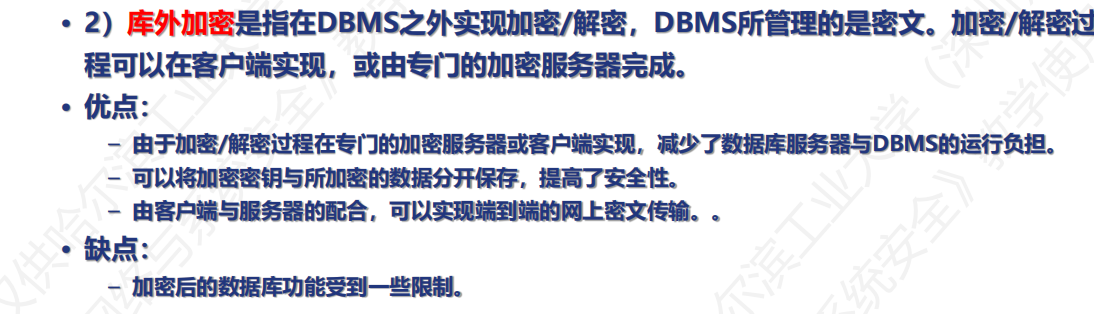 • 2）库外加密是指在DBMS之外实现加密/解密，DBMS所管理的是密文。加密/解密过
程可以在客户端实现，或由专门的加密服务器完成。
• 优点：
– 由于加密/解密过程在专门的加密服务器或客户端实现，减少了数据库服务器与DBMS的运行负担。
– 可以将加密密钥与所加密的数据分开保存，提高了安全性。
– 由客户端与服务器的配合，可以实现端到端的网上密文传输。。
• 缺点：
– 加密后的数据库功能受到一些限制。